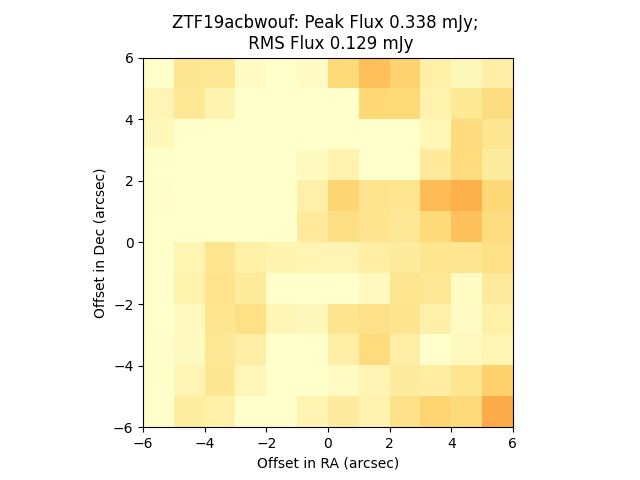 ZTF19acbwouf: Peak Flux 0.338 mJy;
RMS Flux 0.129 mJy
6
4
2
0
−2
−4
−6
Offset in Dec (arcsec)
−6 −4 −2 0 2 4 6
Offset in RA (arcsec)